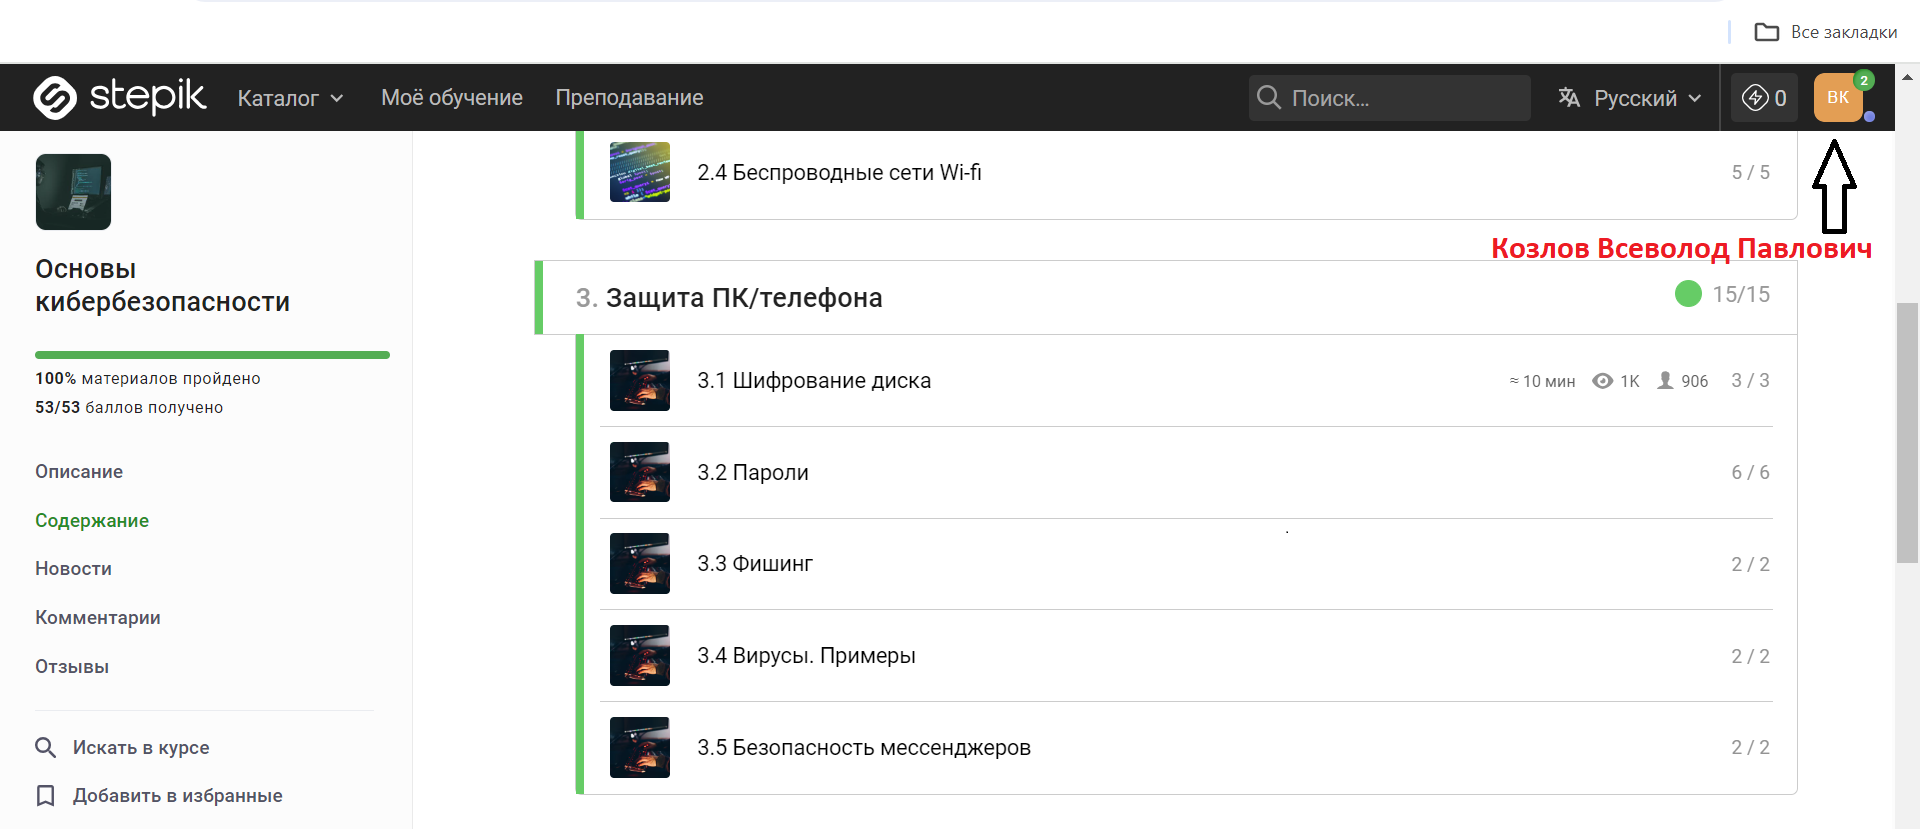 Все закладки
stepik Каталог Моё обучение Преподавание Поиск... Русский 0 ВК 2
2.4 Беспроводные сети Wi-fi 5 / 5
Козлов Всеволод Павлович
Основы
кибербезопасности
100% материалов пройдено
53/53 баллов получено
Описание
Содержание
Новости
Комментарии
Отзывы
Искать в курсе
Добавить в избранные
3. Защита ПК/телефона 15/15
3.1 Шифрование диска ≈ 10 мин 1K 906 3 / 3
3.2 Пароли 6 / 6
3.3 Фишинг 2 / 2
3.4 Вирусы. Примеры 2 / 2
3.5 Безопасность мессенджеров 2 / 2